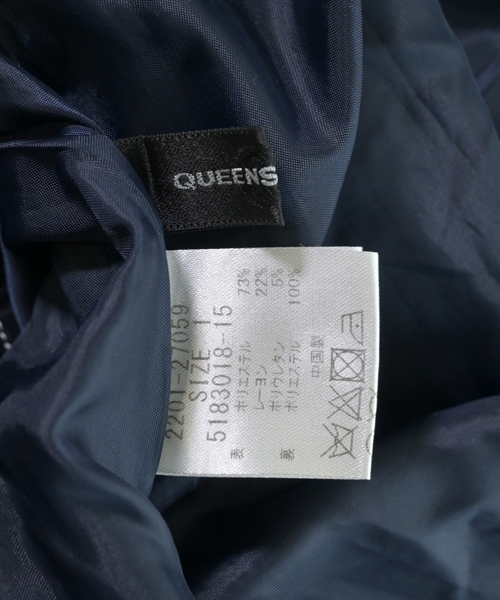 QUEENS
2201-27059
SIZE 1
5183018-15
表 ポリエステル 73%
レーヨン 22%
ポリウレタン 5%
裏 ポリエステル 100%
中国製